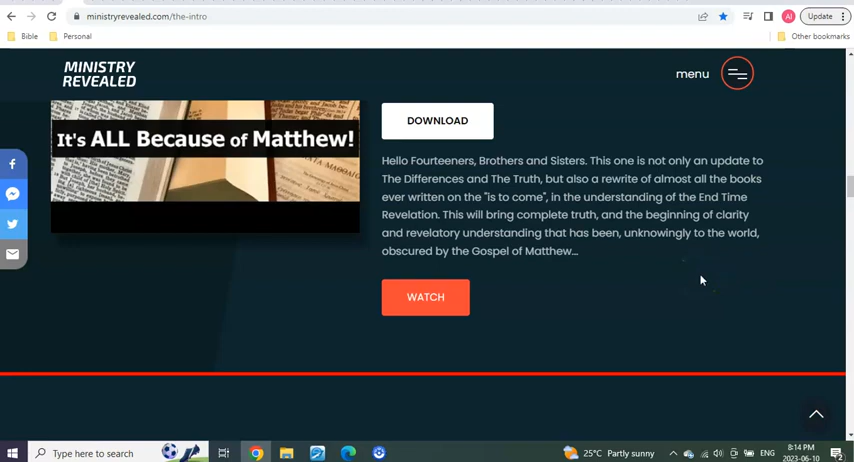 ministryrevealed.com/the-intro
AI
Update
Bible
Personal
Other bookmarks
MINISTRY
REVEALED
menu
It's ALL Because of Matthew!
DOWNLOAD
Hello Fourteeners, Brothers and Sisters. This one is not only an update to
The Differences and The Truth, but also a rewrite of almost all the books
ever written on the "is to come", in the understanding of the End Time
Revelation. This will bring complete truth, and the beginning of clarity
and revelatory understanding that has been, unknowingly to the world,
obscured by the Gospel of Matthew...
WATCH
Type here to search
25°C Partly sunny
ENG
8:14 PM
2023-06-10
2